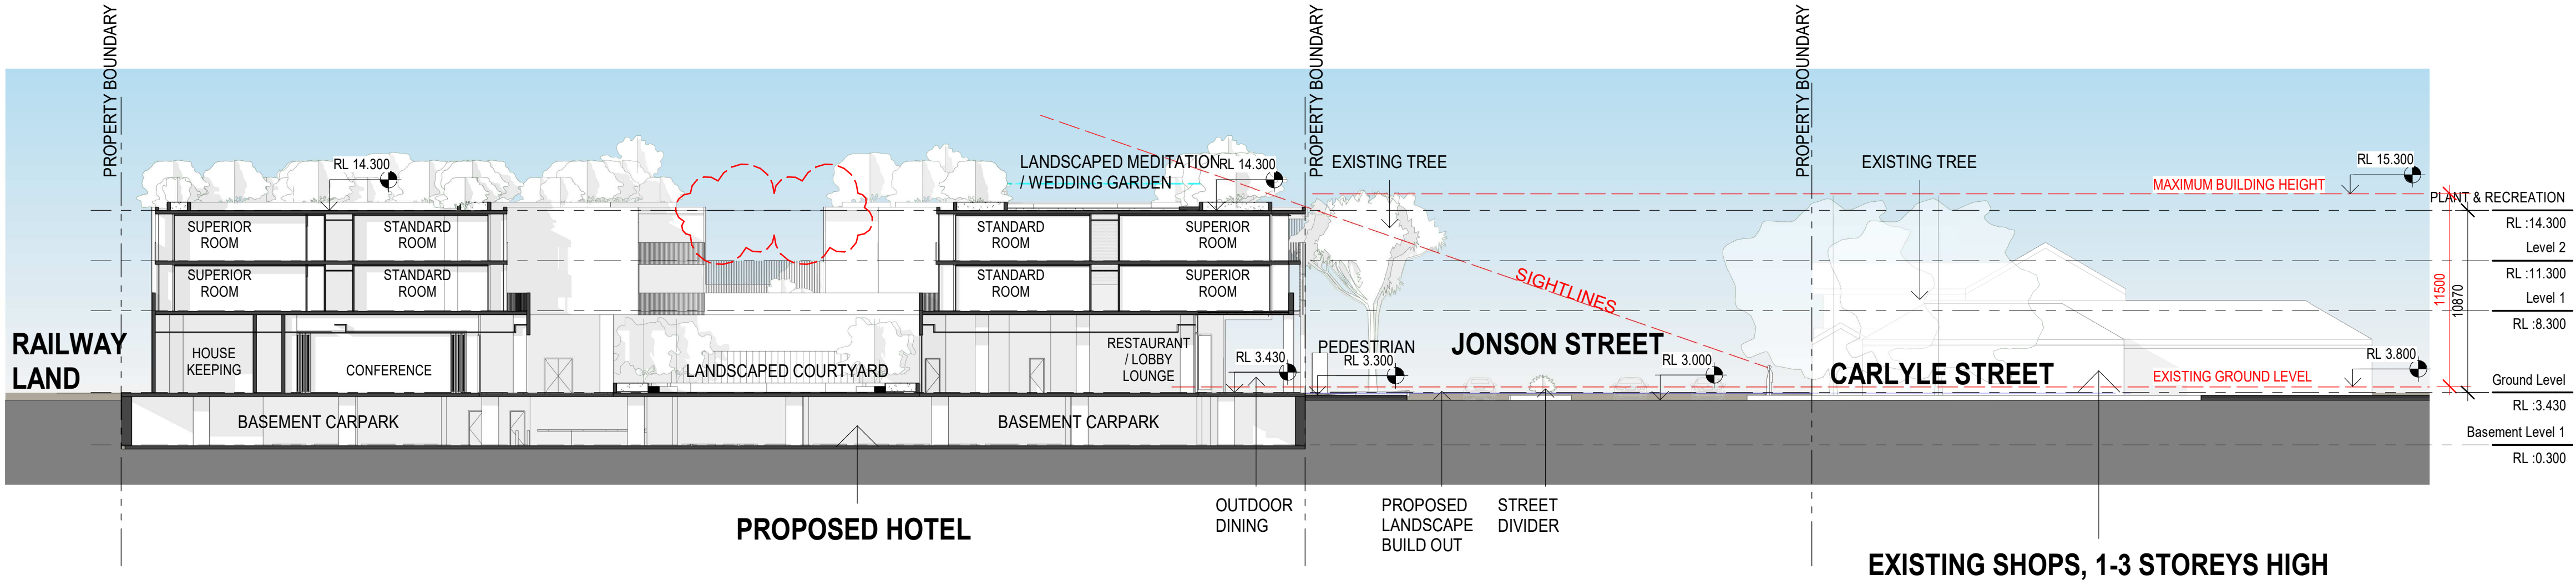 PROPERTY BOUNDARY
PROPERTY BOUNDARY
PROPERTY BOUNDARY
RL 14.300
LANDSCAPED MEDITATION
/ WEDDING GARDEN
RL 14.300
EXISTING TREE
EXISTING TREE
RL 15.300
MAXIMUM BUILDING HEIGHT
PLANT & RECREATION
RL :14.300
SUPERIOR
ROOM
STANDARD
ROOM
STANDARD
ROOM
SUPERIOR
ROOM
Level 2
RL :11.300
SUPERIOR
ROOM
STANDARD
ROOM
STANDARD
ROOM
SUPERIOR
ROOM
SIGHTLINES
11500
10870
Level 1
RL :8.300
RAILWAY
LAND
HOUSE
KEEPING
CONFERENCE
LANDSCAPED COURTYARD
RESTAURANT
/ LOBBY
LOUNGE
RL 3.430
PEDESTRIAN
RL 3.300
JONSON STREET
RL 3.000
CARLYLE STREET
RL 3.800
EXISTING GROUND LEVEL
Ground Level
RL :3.430
BASEMENT CARPARK
BASEMENT CARPARK
Basement Level 1
RL :0.300
PROPOSED HOTEL
OUTDOOR
DINING
PROPOSED
LANDSCAPE
BUILD OUT
STREET
DIVIDER
EXISTING SHOPS, 1-3 STOREYS HIGH